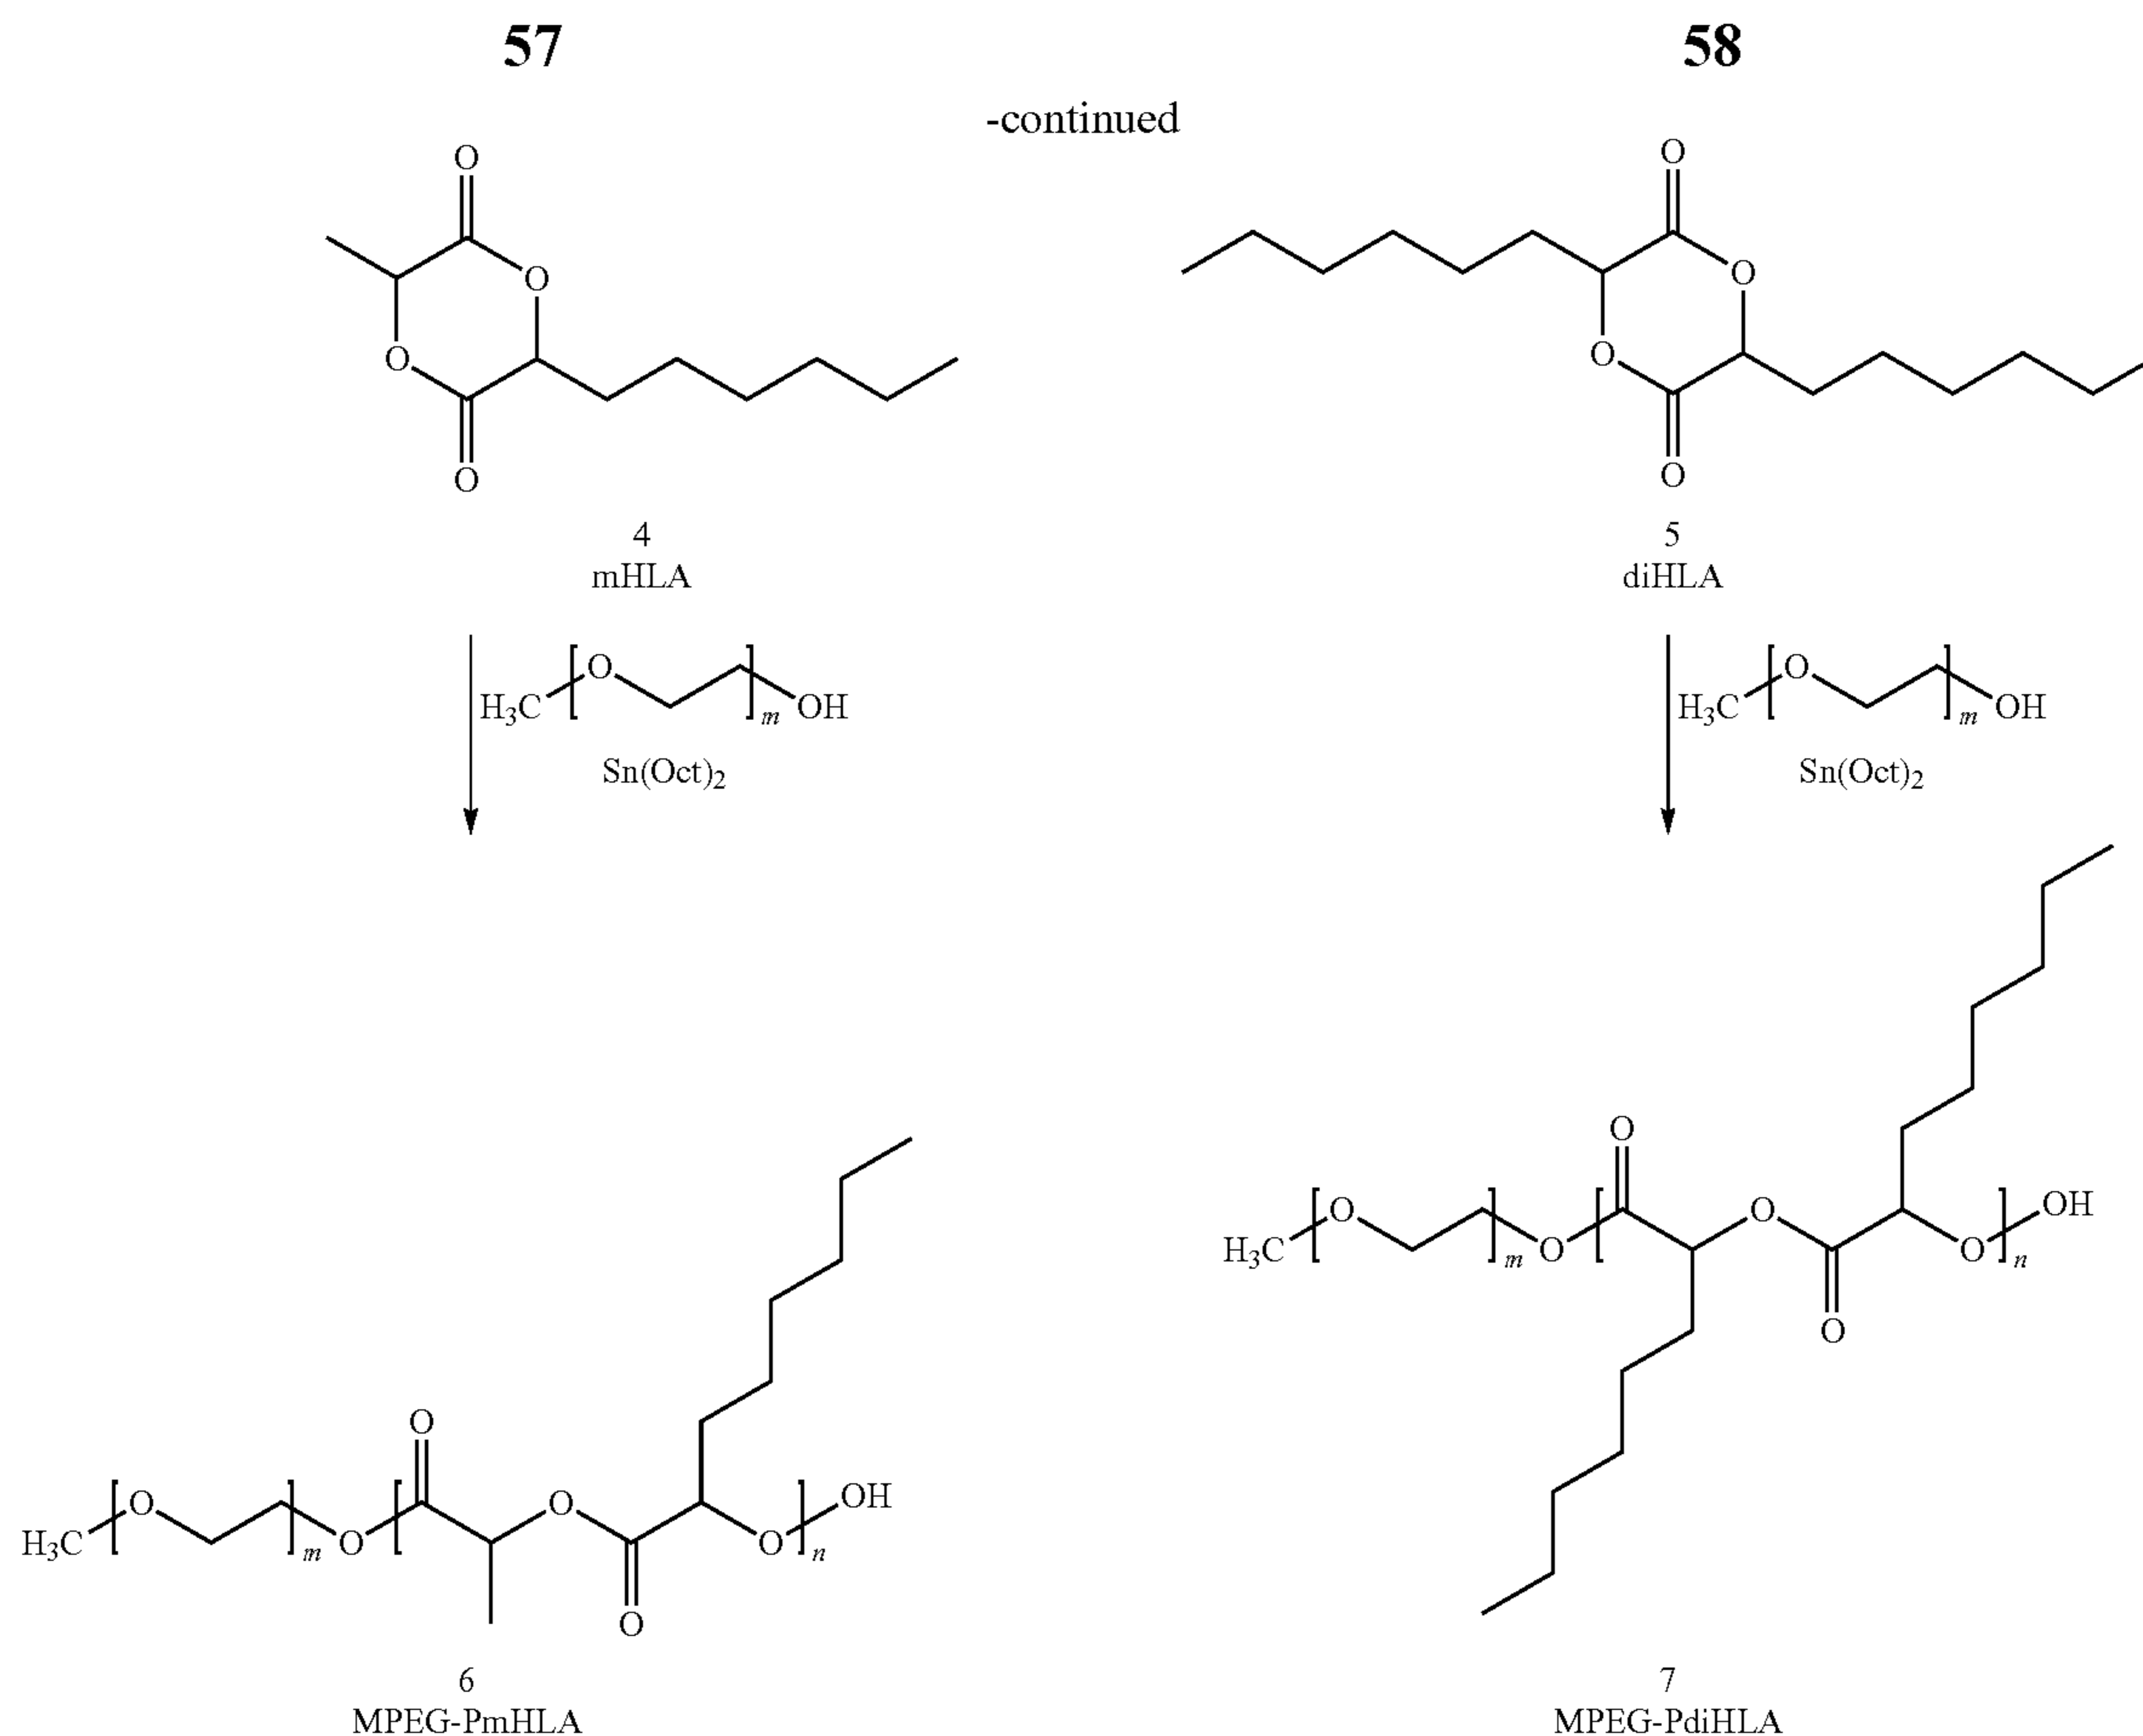 57
58
-continued
O
O
O
O
O
O
O
O
4
mHLA
5
diHLA
H₃C [ O ]m OH
Sn(Oct)₂
H₃C [ O ]m OH
Sn(Oct)₂
O
H₃C [ O ]m O [ O O ]n OH
O
O
H₃C [ O ]m O [ O O ]n OH
O
6
MPEG-PmHLA
7
MPEG-PdiHLA